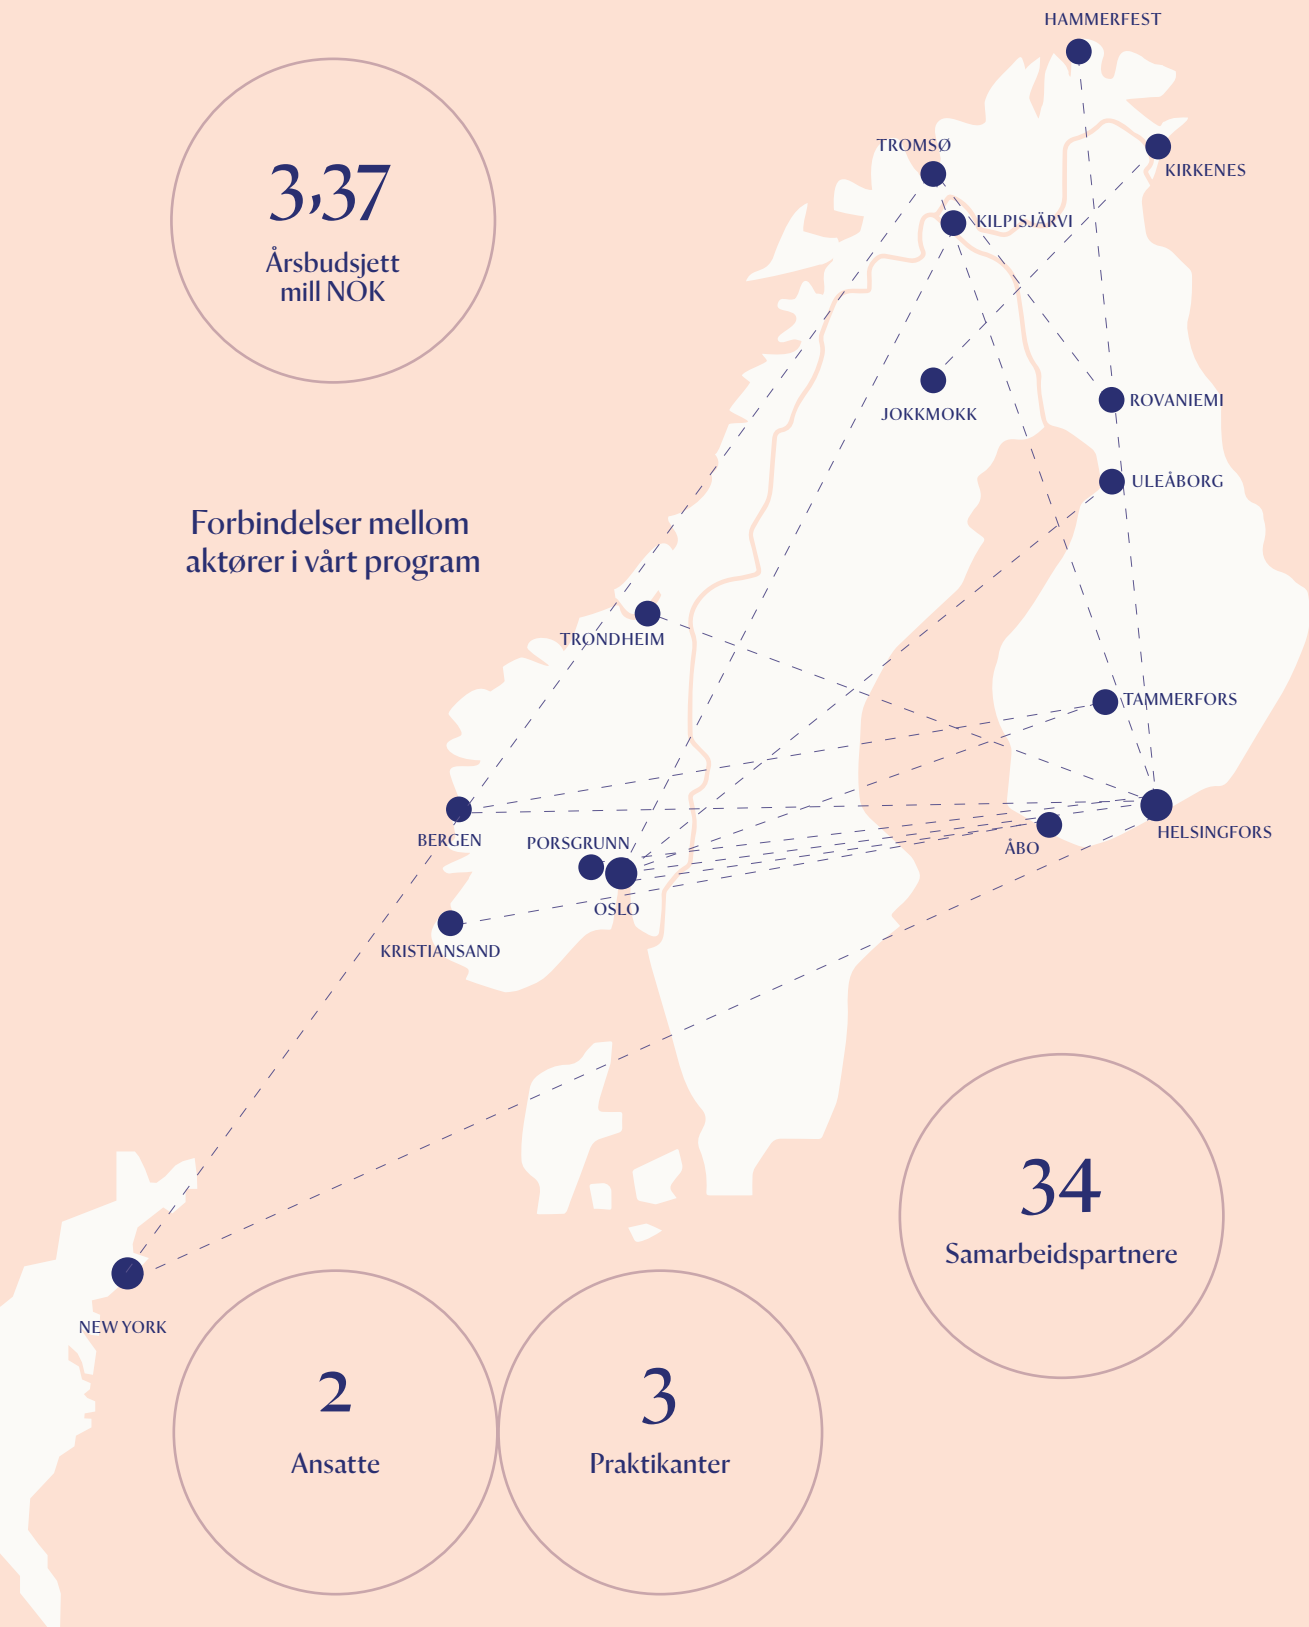 HAMMERFEST
TROMSØ
KIRKENES
3,37
Årsbudsjett
mill NOK
KILPISJÄRVI
JOKKMOKK
ROVANIEMI
ULEÅBORG
Forbindelser mellom
aktører i vårt program
TRONDHEIM
TAMMERFORS
BERGEN
PORSGRUNN
HELSINGFORS
ÅBO
OSLO
KRISTIANSAND
34
Samarbeidspartnere
NEW YORK
2
Ansatte
3
Praktikanter